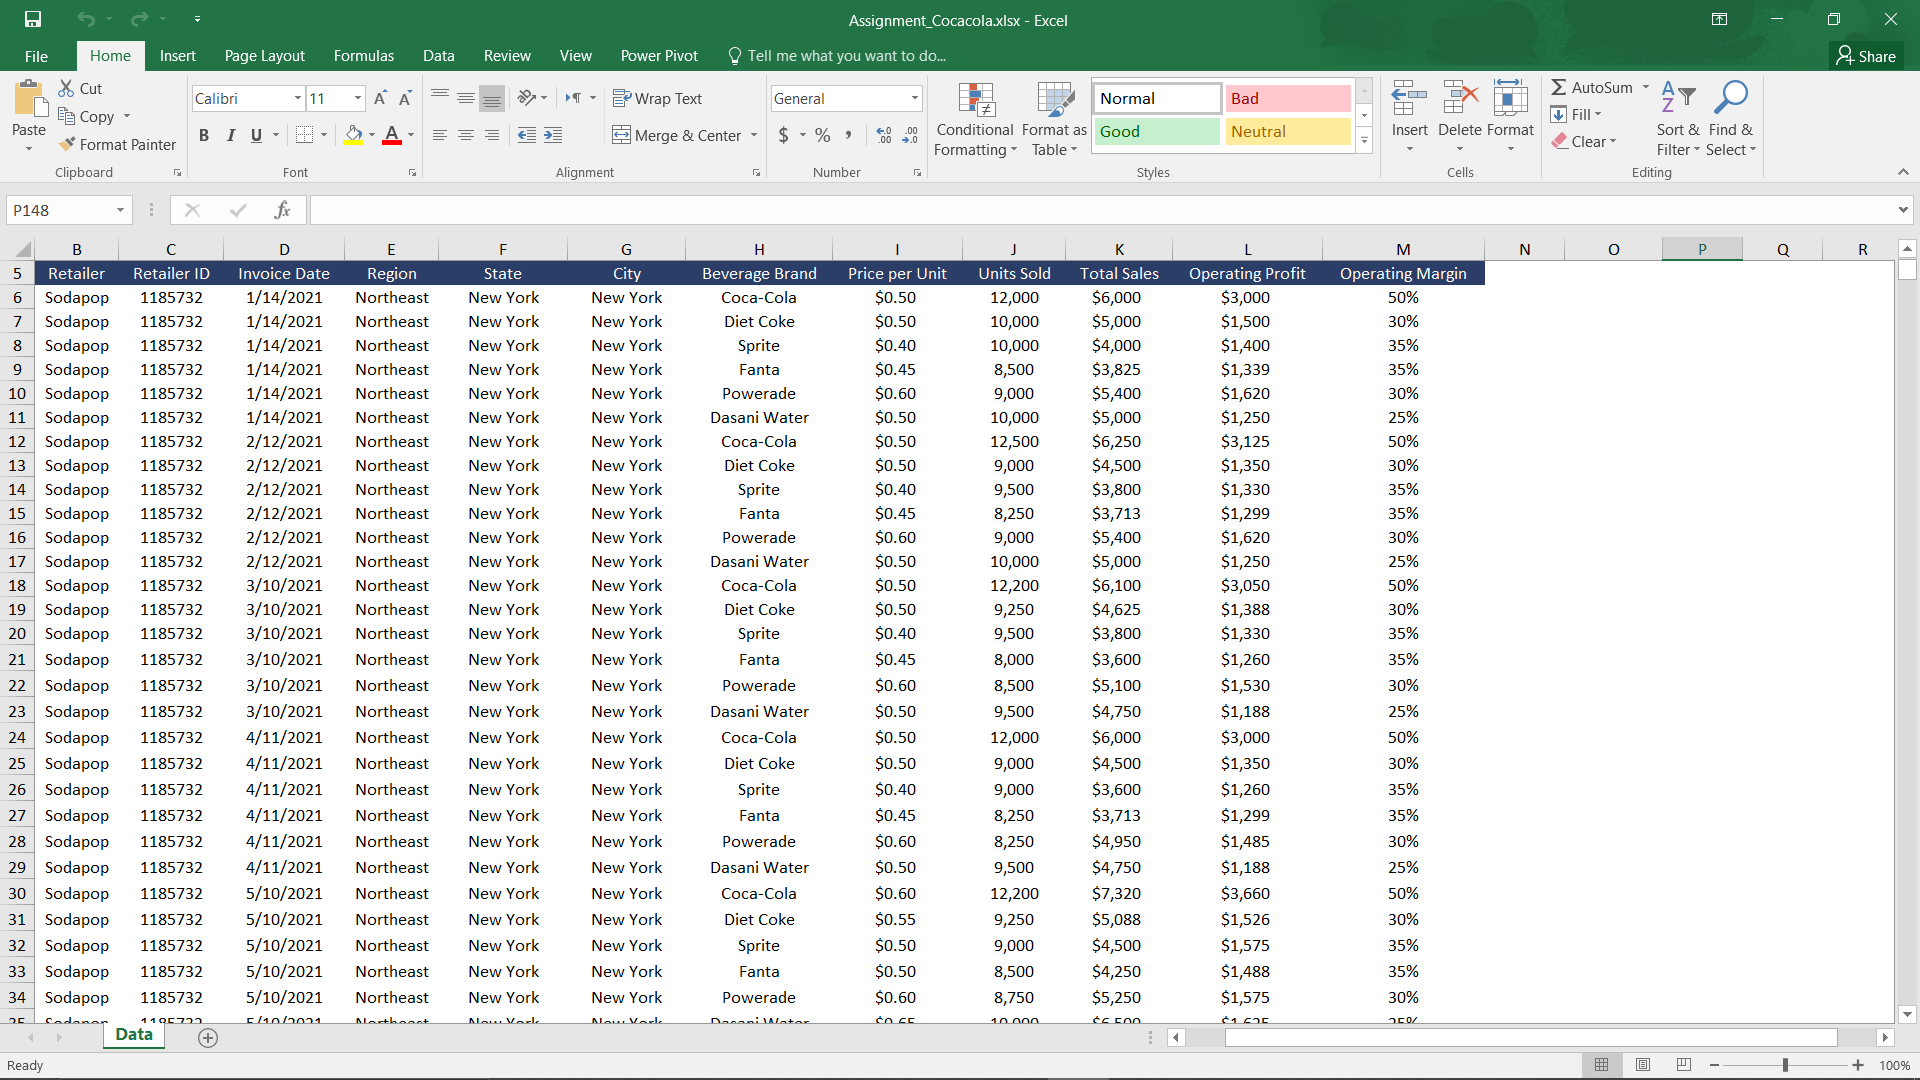 Assignment_Cocacola.xlsx - Excel
File Home Insert Page Layout Formulas Data Review View Power Pivot Tell me what you want to do... Share
Cut
Copy
Format Painter
Paste
Clipboard
Calibri 11
B I U
Font
Wrap Text
Merge & Center
Alignment
General
$ % ,
Number
Conditional Formatting
Format as Table
Normal Bad
Good Neutral
Styles
Insert Delete Format
Cells
AutoSum
Fill
Clear
Sort & Filter
Find & Select
Editing
P148 fx
B C D E F G H I J K L M N O P Q R
5 Retailer Retailer ID Invoice Date Region State City Beverage Brand Price per Unit Units Sold Total Sales Operating Profit Operating Margin
6 Sodapop 1185732 1/14/2021 Northeast New York New York Coca-Cola $0.50 12,000 $6,000 $3,000 50%
7 Sodapop 1185732 1/14/2021 Northeast New York New York Diet Coke $0.50 10,000 $5,000 $1,500 30%
8 Sodapop 1185732 1/14/2021 Northeast New York New York Sprite $0.40 10,000 $4,000 $1,400 35%
9 Sodapop 1185732 1/14/2021 Northeast New York New York Fanta $0.45 8,500 $3,825 $1,339 35%
10 Sodapop 1185732 1/14/2021 Northeast New York New York Powerade $0.60 9,000 $5,400 $1,620 30%
11 Sodapop 1185732 1/14/2021 Northeast New York New York Dasani Water $0.50 10,000 $5,000 $1,250 25%
12 Sodapop 1185732 2/12/2021 Northeast New York New York Coca-Cola $0.50 12,500 $6,250 $3,125 50%
13 Sodapop 1185732 2/12/2021 Northeast New York New York Diet Coke $0.50 9,000 $4,500 $1,350 30%
14 Sodapop 1185732 2/12/2021 Northeast New York New York Sprite $0.40 9,500 $3,800 $1,330 35%
15 Sodapop 1185732 2/12/2021 Northeast New York New York Fanta $0.45 8,250 $3,713 $1,299 35%
16 Sodapop 1185732 2/12/2021 Northeast New York New York Powerade $0.60 9,000 $5,400 $1,620 30%
17 Sodapop 1185732 2/12/2021 Northeast New York New York Dasani Water $0.50 10,000 $5,000 $1,250 25%
18 Sodapop 1185732 3/10/2021 Northeast New York New York Coca-Cola $0.50 12,200 $6,100 $3,050 50%
19 Sodapop 1185732 3/10/2021 Northeast New York New York Diet Coke $0.50 9,250 $4,625 $1,388 30%
20 Sodapop 1185732 3/10/2021 Northeast New York New York Sprite $0.40 9,500 $3,800 $1,330 35%
21 Sodapop 1185732 3/10/2021 Northeast New York New York Fanta $0.45 8,000 $3,600 $1,260 35%
22 Sodapop 1185732 3/10/2021 Northeast New York New York Powerade $0.60 8,500 $5,100 $1,530 30%
23 Sodapop 1185732 3/10/2021 Northeast New York New York Dasani Water $0.50 9,500 $4,750 $1,188 25%
24 Sodapop 1185732 4/11/2021 Northeast New York New York Coca-Cola $0.50 12,000 $6,000 $3,000 50%
25 Sodapop 1185732 4/11/2021 Northeast New York New York Diet Coke $0.50 9,000 $4,500 $1,350 30%
26 Sodapop 1185732 4/11/2021 Northeast New York New York Sprite $0.40 9,000 $3,600 $1,260 35%
27 Sodapop 1185732 4/11/2021 Northeast New York New York Fanta $0.45 8,250 $3,713 $1,299 35%
28 Sodapop 1185732 4/11/2021 Northeast New York New York Powerade $0.60 8,250 $4,950 $1,485 30%
29 Sodapop 1185732 4/11/2021 Northeast New York New York Dasani Water $0.50 9,500 $4,750 $1,188 25%
30 Sodapop 1185732 5/10/2021 Northeast New York New York Coca-Cola $0.60 12,200 $7,320 $3,660 50%
31 Sodapop 1185732 5/10/2021 Northeast New York New York Diet Coke $0.55 9,250 $5,088 $1,526 30%
32 Sodapop 1185732 5/10/2021 Northeast New York New York Sprite $0.50 9,000 $4,500 $1,575 35%
33 Sodapop 1185732 5/10/2021 Northeast New York New York Fanta $0.50 8,500 $4,250 $1,488 35%
34 Sodapop 1185732 5/10/2021 Northeast New York New York Powerade $0.60 8,750 $5,250 $1,575 30%
Data
Ready 100%